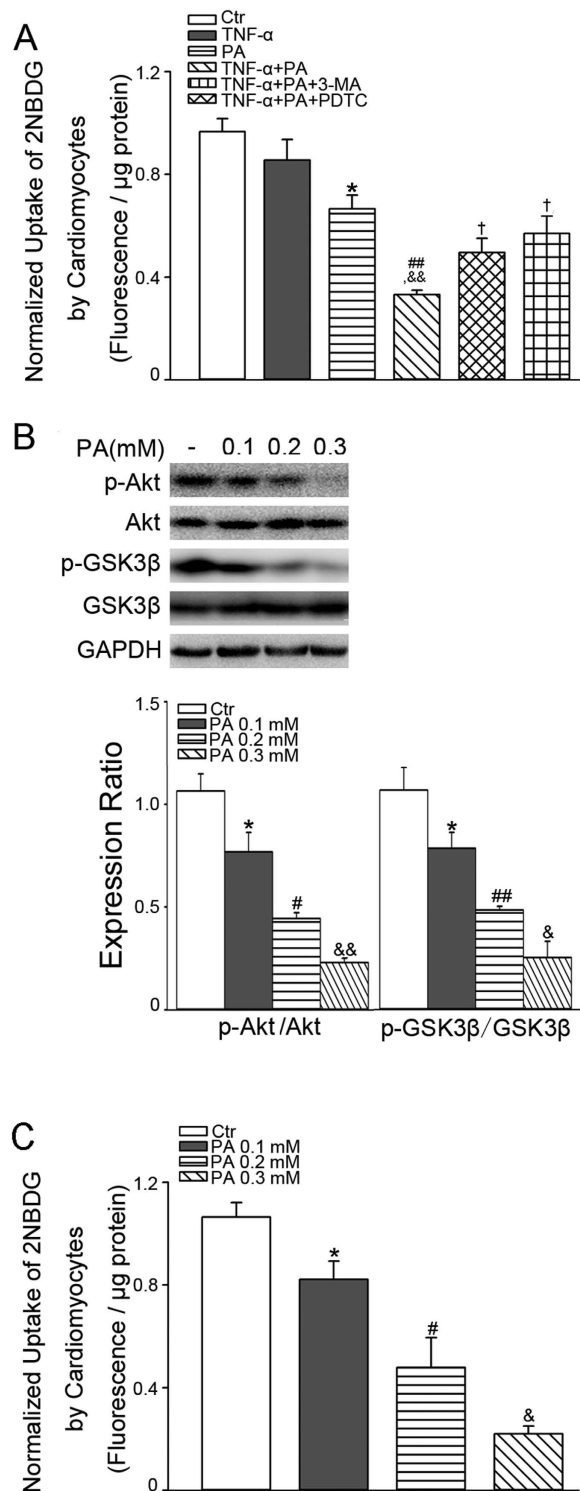 A
Ctr
TNF-α
PA
TNF-α+PA
TNF-α+PA+3-MA
TNF-α+PA+PDTC
Normalized Uptake of 2NBDG
by Cardiomyocytes
(Fluorescence / μg protein)
1.2
0.8
0.4
0
*
##
,&&
†
†
B
PA(mM) - 0.1 0.2 0.3
p-Akt
Akt
p-GSK3β
GSK3β
GAPDH
Ctr
PA 0.1 mM
PA 0.2 mM
PA 0.3 mM
Expression Ratio
1.5
1.0
0.5
0
*
#
&&
*
##
&
p-Akt/Akt
p-GSK3β/GSK3β
C
Ctr
PA 0.1 mM
PA 0.2 mM
PA 0.3 mM
Normalized Uptake of 2NBDG
by Cardiomyocytes
(Fluorescence / μg protein)
1.2
0.8
0.4
0
*
#
&